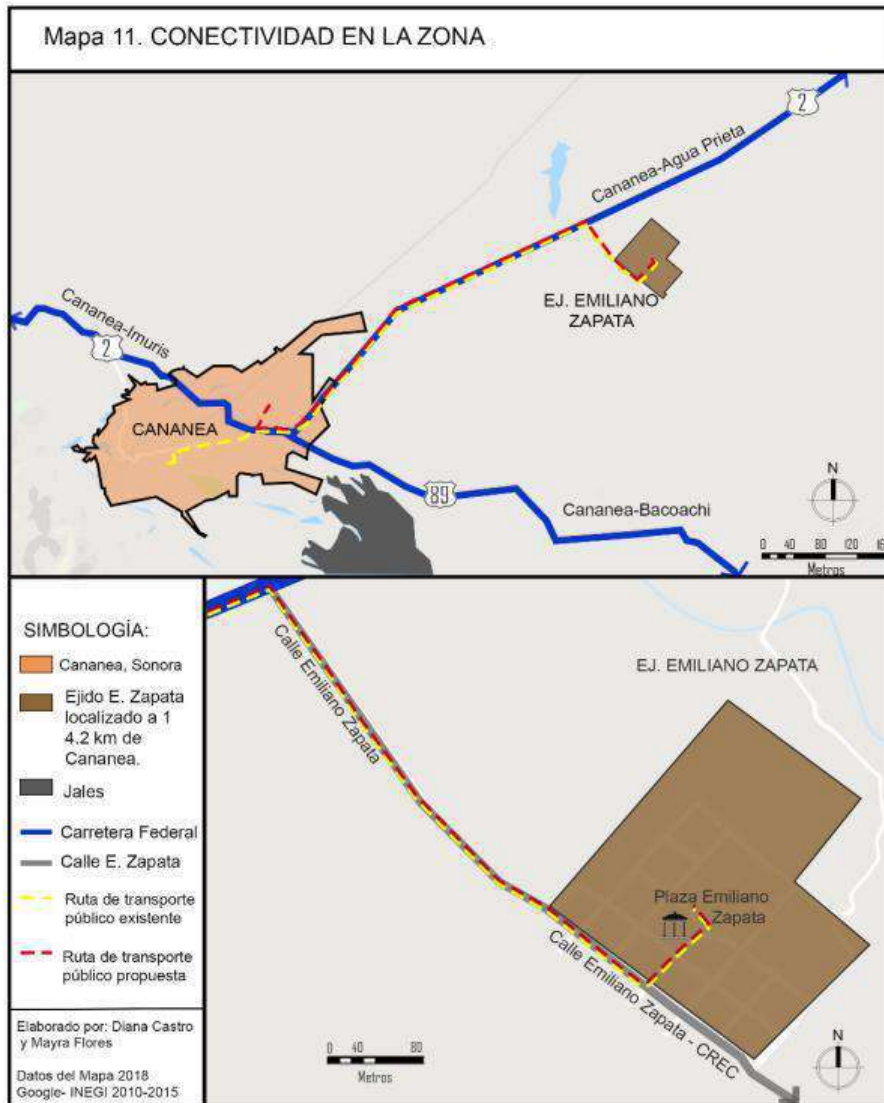 Mapa 11. CONECTIVIDAD EN LA ZONA
2
Cananea-Agua Prieta
EJ. EMILIANO
ZAPATA
Cananea-Imuris
2
CANANEA
89
Cananea-Bacoachi
N
0 40 80 120 16
Metros
SIMBOLOGÍA:
Cananea, Sonora
Ejido E. Zapata
localizado a 1
4.2 km de
Cananea.
Jales
Carretera Federal
Calle E. Zapata
Ruta de transporte
público existente
Ruta de transporte
público propuesta
Elaborado por: Diana Castro
y Mayra Flores
Datos del Mapa 2018
Google- INEGI 2010-2015
Calle Emiliano Zapata
EJ. EMILIANO ZAPATA
Plaza Emiliano
Zapata
Calle Emiliano Zapata - CREC
0 40 80
Metros
N